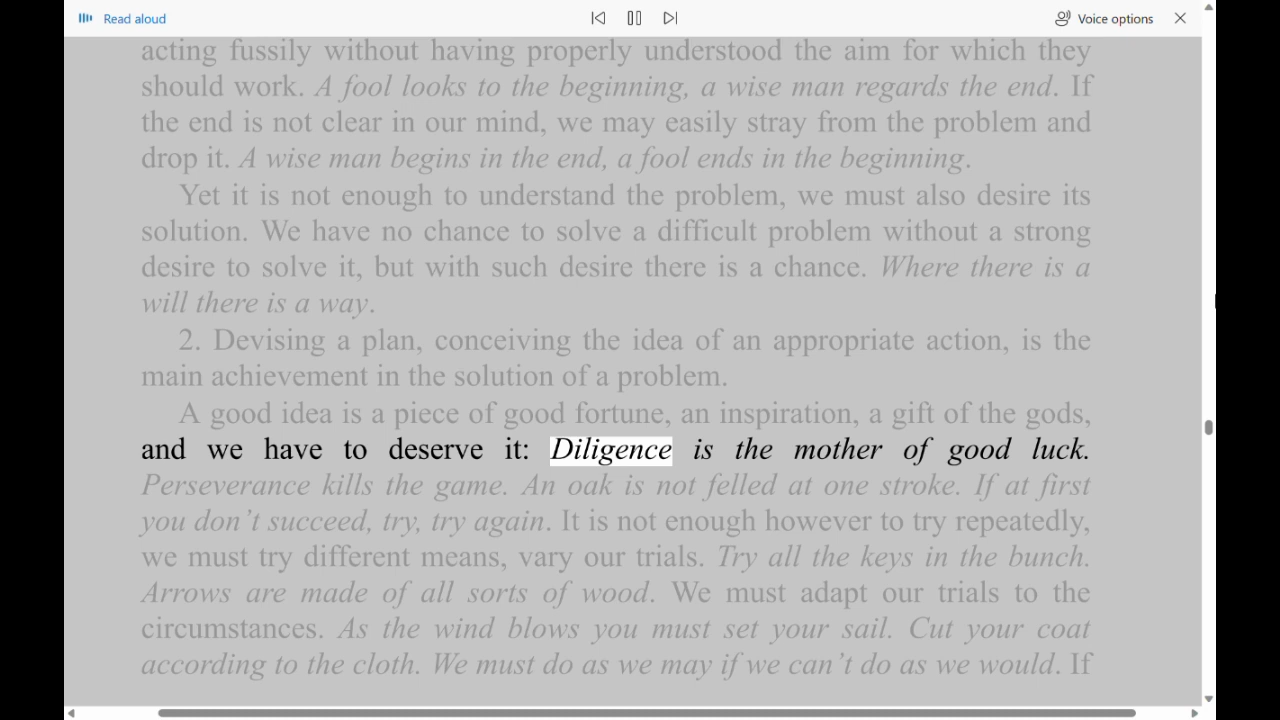 Read aloud
Voice options
acting fussily without having properly understood the aim for which they
should work. A fool looks to the beginning, a wise man regards the end. If
the end is not clear in our mind, we may easily stray from the problem and
drop it. A wise man begins in the end, a fool ends in the beginning.
Yet it is not enough to understand the problem, we must also desire its
solution. We have no chance to solve a difficult problem without a strong
desire to solve it, but with such desire there is a chance. Where there is a
will there is a way.
2. Devising a plan, conceiving the idea of an appropriate action, is the
main achievement in the solution of a problem.
A good idea is a piece of good fortune, an inspiration, a gift of the gods,
and we have to deserve it: Diligence is the mother of good luck.
Perseverance kills the game. An oak is not felled at one stroke. If at first
you don’t succeed, try, try again. It is not enough however to try repeatedly,
we must try different means, vary our trials. Try all the keys in the bunch.
Arrows are made of all sorts of wood. We must adapt our trials to the
circumstances. As the wind blows you must set your sail. Cut your coat
according to the cloth. We must do as we may if we can’t do as we would. If